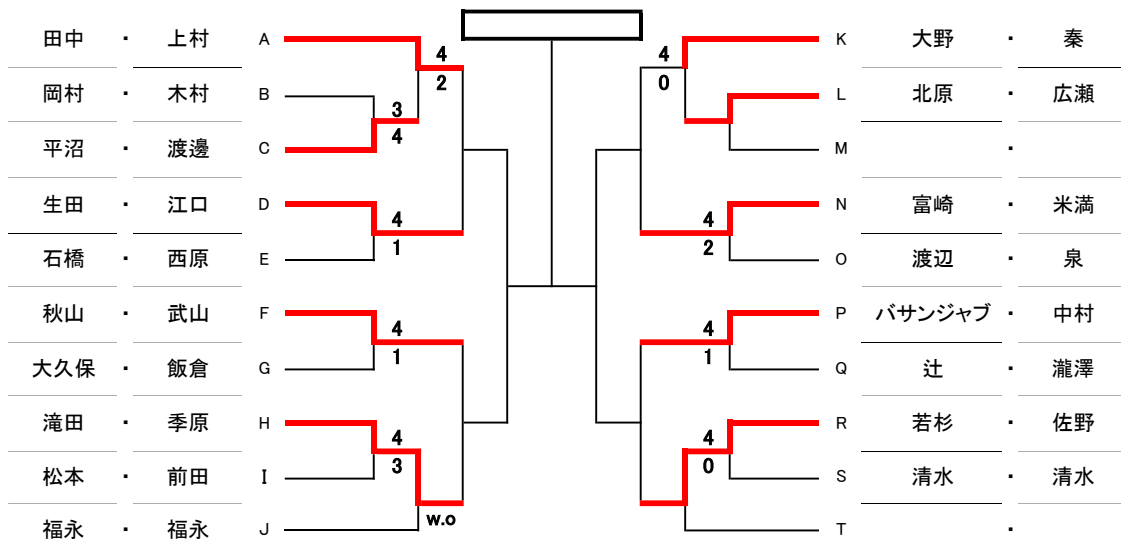 田中 ・ 上村 A
4
2
岡村 ・ 木村 B
3
4
平沼 ・ 渡邊 C
生田 ・ 江口 D
4
1
石橋 ・ 西原 E
秋山 ・ 武山 F
4
1
大久保 ・ 飯倉 G
滝田 ・ 季原 H
4
3
松本 ・ 前田 I
w.o
福永 ・ 福永 J
K 大野 ・ 秦
4
0
L 北原 ・ 広瀬
M ・
N 富崎 ・ 米満
4
2
O 渡辺 ・ 泉
P バサンジャブ ・ 中村
4
1
Q 辻 ・ 瀧澤
R 若杉 ・ 佐野
4
0
S 清水 ・ 清水
T ・